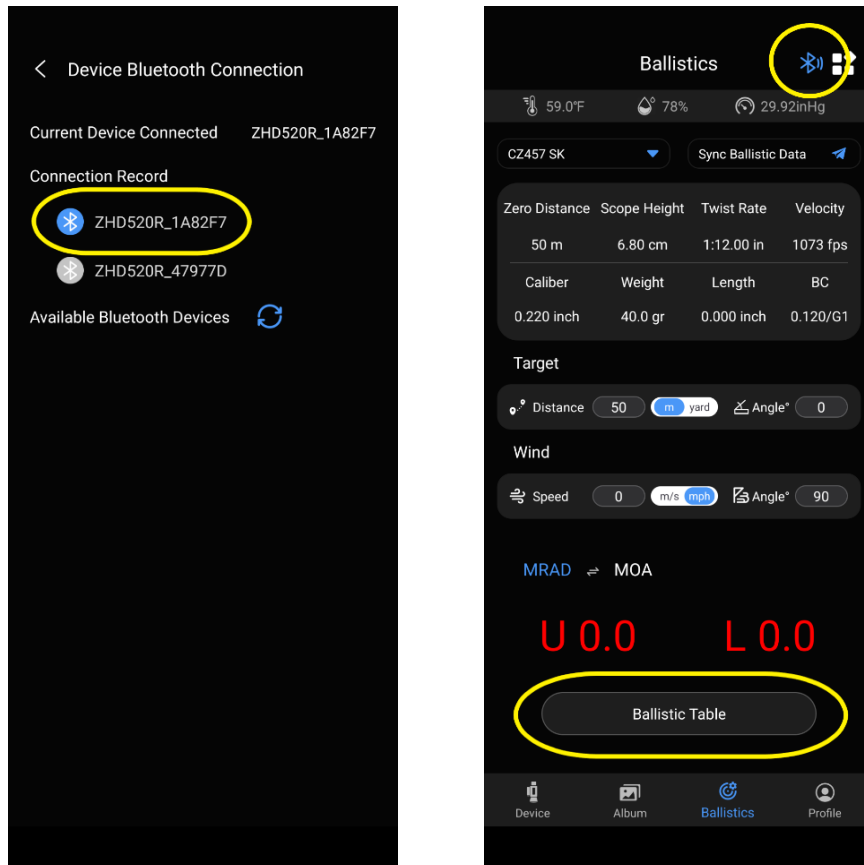 Device Bluetooth Connection
Current Device Connected ZHD520R_1A82F7
Connection Record
ZHD520R_1A82F7
ZHD520R_47977D
Available Bluetooth Devices
Ballistics
59.0°F 78% 29.92inHg
CZ457 SK Sync Ballistic Data
Zero Distance Scope Height Twist Rate Velocity
50 m 6.80 cm 1:12.00 in 1073 fps
Caliber Weight Length BC
0.220 inch 40.0 gr 0.000 inch 0.120/G1
Target
Distance 50 m yard Angle° 0
Wind
Speed 0 m/s mph Angle° 90
MRAD ⇌ MOA
U 0.0 L 0.0
Ballistic Table
Device Album Ballistics Profile